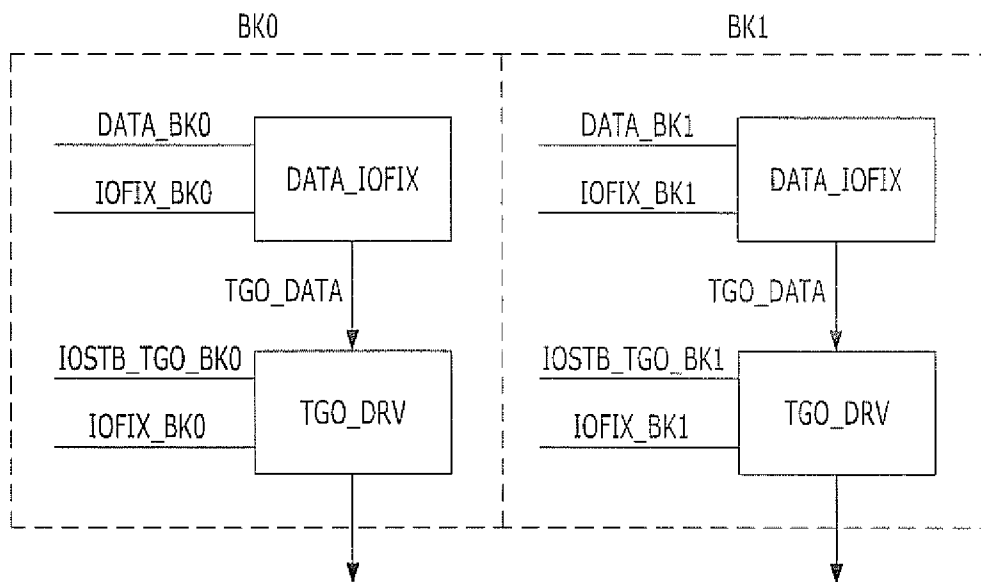 BK0
BK1
DATA_BK0
IOFIX_BK0
DATA_IOFIX
TGO_DATA
IOSTB_TGO_BK0
IOFIX_BK0
TGO_DRV
DATA_BK1
IOFIX_BK1
DATA_IOFIX
TGO_DATA
IOSTB_TGO_BK1
IOFIX_BK1
TGO_DRV